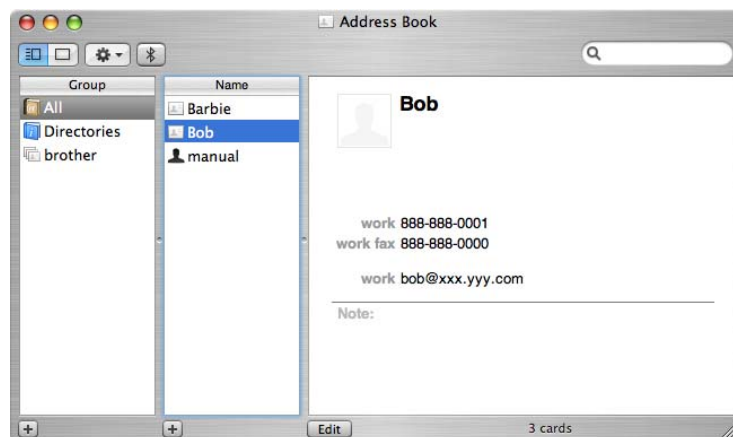 Address Book
Group
All
Directories
brother
Name
Barbie
Bob
manual
Bob
work 888-888-0001
work fax 888-888-0000
work bob@xxx.yyy.com
Note:
Edit
3 cards